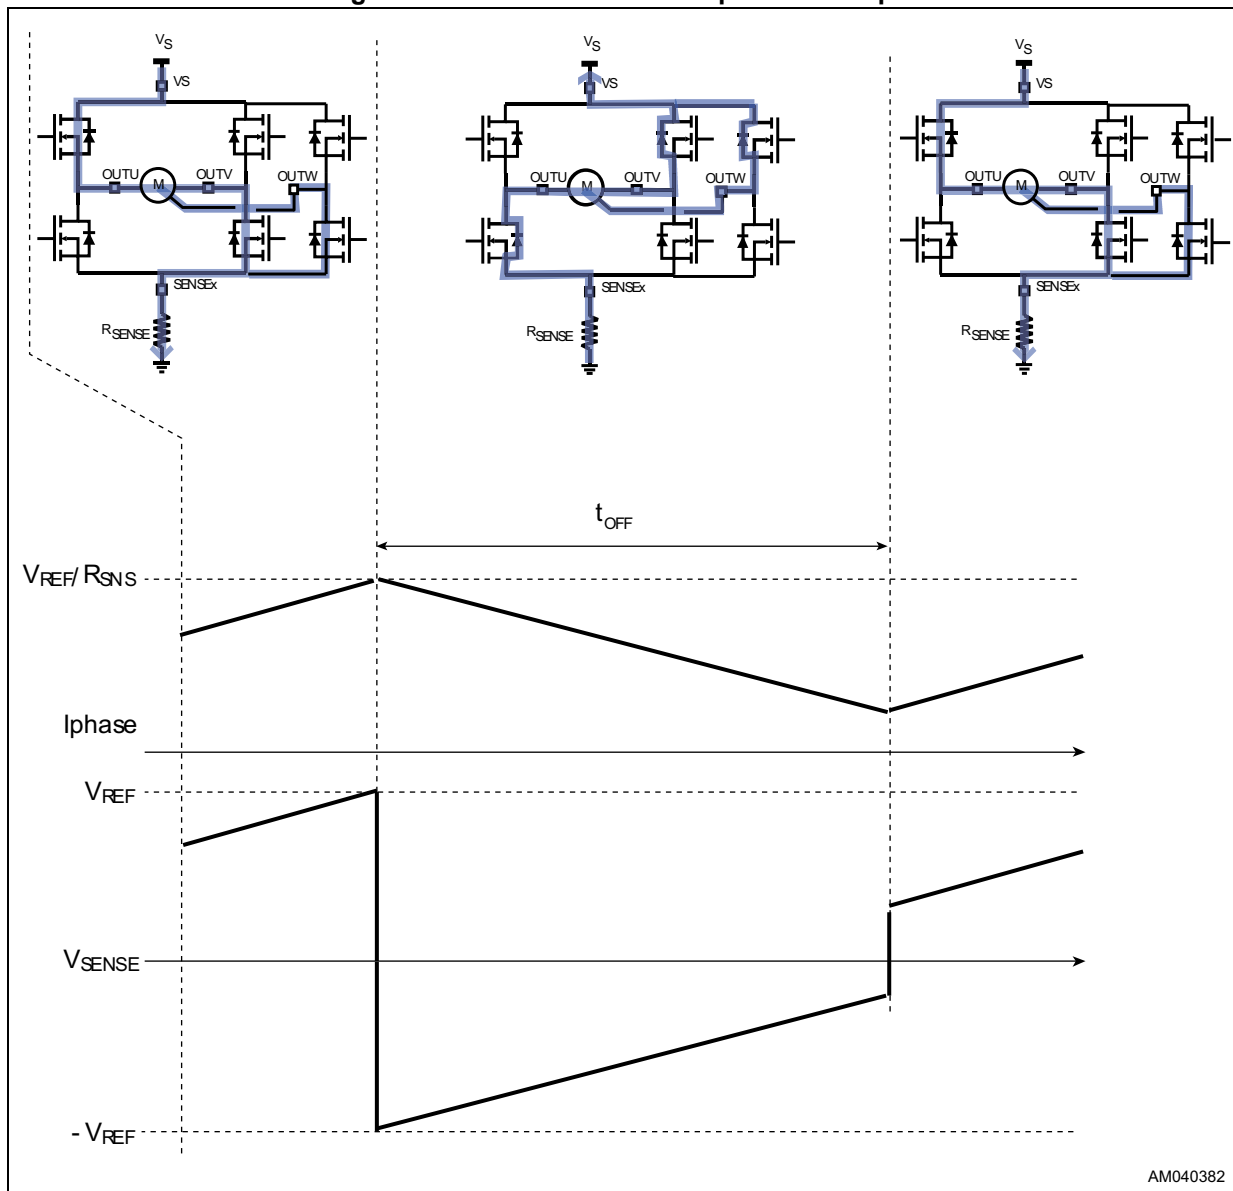 VS
VS
OUTU
M
OUTV
OUTW
SENSEx
RSENSE
VS
VS
OUTU
M
OUTV
OUTW
SENSEx
RSENSE
VS
VS
OUTU
M
OUTV
OUTW
SENSEx
RSENSE
tOFF
VREF/ RSNS
Iphase
VREF
VSENSE
- VREF
AM040382